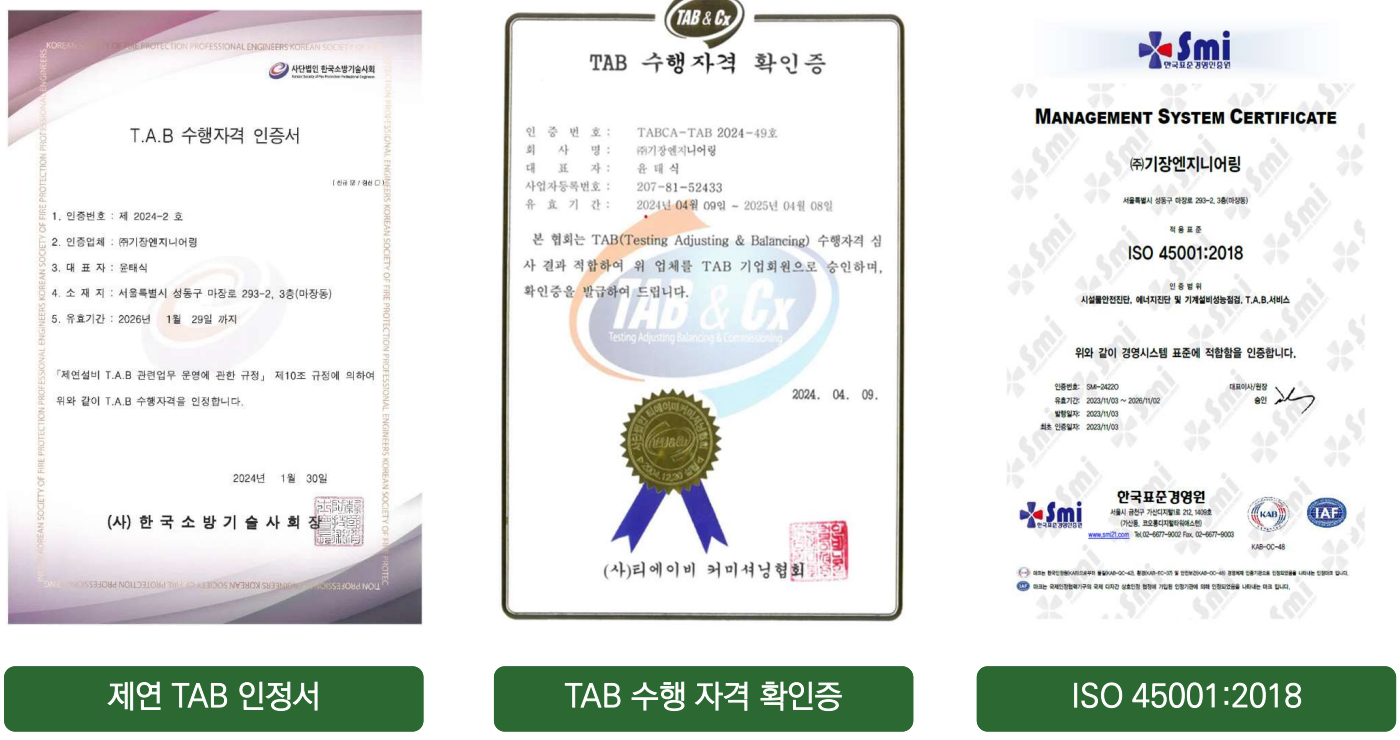 KOREAN SOCIETY OF FIRE PROTECTION PROFESSIONAL ENGINEERS
사단법인 한국소방기술사회
T.A.B 수행자격 인증서
1. 인증번호 : 제 2024-2 호
2. 인증업체 : ㈜기장엔지니어링
3. 대 표 자 : 윤태식
4. 소 재 지 : 서울특별시 성동구 마장로 293-2, 3층(마장동)
5. 유효기간 : 2026년 1월 29일 까지
「제연설비 T.A.B 관련업무 운영에 관한 규정」 제10조 규정에 의하여
위와 같이 T.A.B 수행자격을 인정합니다.
2024년 1월 30일
(사) 한 국 소 방 기 술 사 회 장
제연 TAB 인정서
TAB & Cx
TAB 수행자격 확인증
인 증 번 호 : TABCA-TAB 2024-49호
회 사 명 : ㈜기장엔지니어링
대 표 자 : 윤 태 식
사업자등록번호 : 207-81-52433
유 효 기 간 : 2024년 04월 09일 ~ 2025년 04월 08일
본 협회는 TAB(Testing Adjusting & Balancing) 수행자격 심
사 결과 적합하여 위 업체를 TAB 기업회원으로 승인하며,
확인증을 발급하여 드립니다.
TAB & Cx
Testing Adjusting Balancing & Commissioning
2024. 04. 09.
(사)티에이비 커미셔닝협회
TAB 수행 자격 확인증
Smi
한국표준경영인증원
MANAGEMENT SYSTEM CERTIFICATE
㈜기장엔지니어링
서울특별시 성동구 마장로 293-2, 3층(마장동)
적 용 표 준
ISO 45001:2018
인 증 범 위
시설물안전진단, 에너지진단 및 기계설비성능점검, T.A.B.서비스
위와 같이 경영시스템 표준에 적합함을 인증합니다.
인증번호: SMI-24220
유효기간: 2023/11/03 ~ 2026/11/02
발행일자: 2023/11/03
최초 인증일자: 2023/11/03
대표이사/원장
승인
Smi
한국표준경영인증원
한국표준경영원
서울시 금천구 가산디지털1로 212, 1409호
(가산동, 코오롱디지털타워애스턴)
www.smi21.com Tel.02-6677-9002 Fax. 02-6677-9003
KAB
IAF
KAB-OC-48
ISO 45001:2018